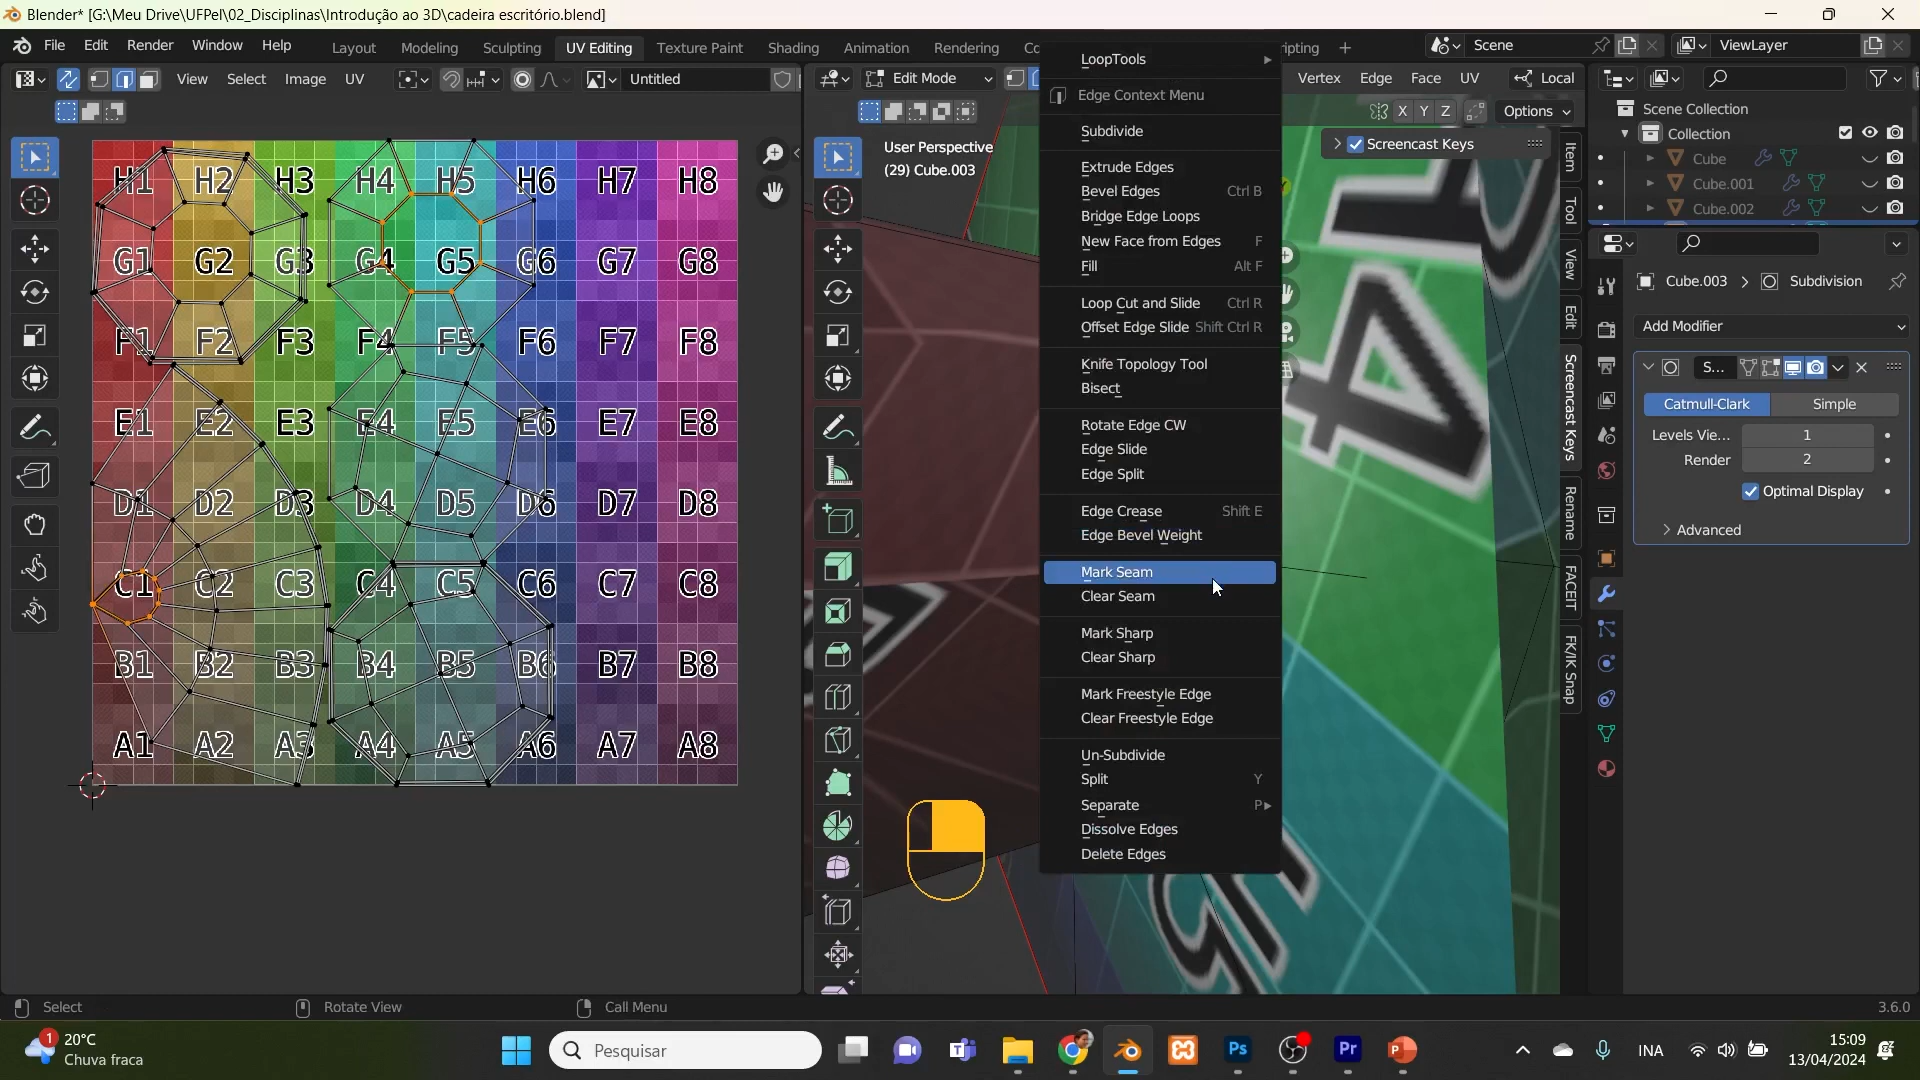 Blender* [G:\Meu Drive\UFPel\02_Disciplinas\Introdução ao 3D\cadeira escritório.blend]
File Edit Render Window Help Layout Modeling Sculpting UV Editing Texture Paint Shading Animation Rendering Co ipting + Scene ViewLayer
View Select Image UV Untitled Edit Mode Vertex Edge Face UV Local
X Y Z Options
User Perspective
(29) Cube.003
Screencast Keys
Item
Tool
View
Edit
Screencast Keys
Rename
FACEIT
FK/IK Snap
H1 H2 H3 H4 H5 H6 H7 H8
G1 G2 G3 G4 G5 G6 G7 G8
F1 F2 F3 F4 F5 F6 F7 F8
E1 E2 E3 E4 E5 E6 E7 E8
D1 D2 D3 D4 D5 D6 D7 D8
C1 C2 C3 C4 C5 C6 C7 C8
B1 B2 B3 B4 B5 B6 B7 B8
A1 A2 A3 A4 A5 A6 A7 A8
LoopTools
Edge Context Menu
Subdivide
Extrude Edges
Bevel Edges Ctrl B
Bridge Edge Loops
New Face from Edges F
Fill Alt F
Loop Cut and Slide Ctrl R
Offset Edge Slide Shift Ctrl R
Knife Topology Tool
Bisect
Rotate Edge CW
Edge Slide
Edge Split
Edge Crease Shift E
Edge Bevel Weight
Mark Seam
Clear Seam
Mark Sharp
Clear Sharp
Mark Freestyle Edge
Clear Freestyle Edge
Un-Subdivide
Split Y
Separate P
Dissolve Edges
Delete Edges
4
Scene Collection
Collection
Cube
Cube.001
Cube.002
Cube.003 Subdivision
Add Modifier
S...
Catmull-Clark Simple
Levels Vie... 1
Render 2
Optimal Display
Advanced
Select Rotate View Call Menu 3.6.0
1 20°C
Chuva fraca
Pesquisar
Ps Pr
INA
15:09
13/04/2024